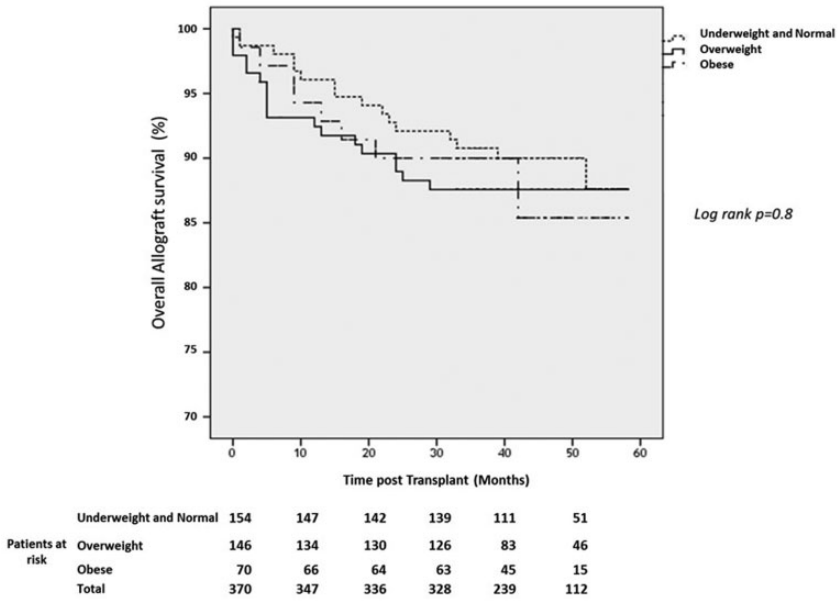 100
95
90
85
80
75
70
Overall Allograft survival (%)
0 10 20 30 40 50 60
Time post Transplant (Months)
Underweight and Normal
Overweight
Obese
Log rank p=0.8
Patients at risk
Underweight and Normal 154 147 142 139 111 51
Overweight 146 134 130 126 83 46
Obese 70 66 64 63 45 15
Total 370 347 336 328 239 112